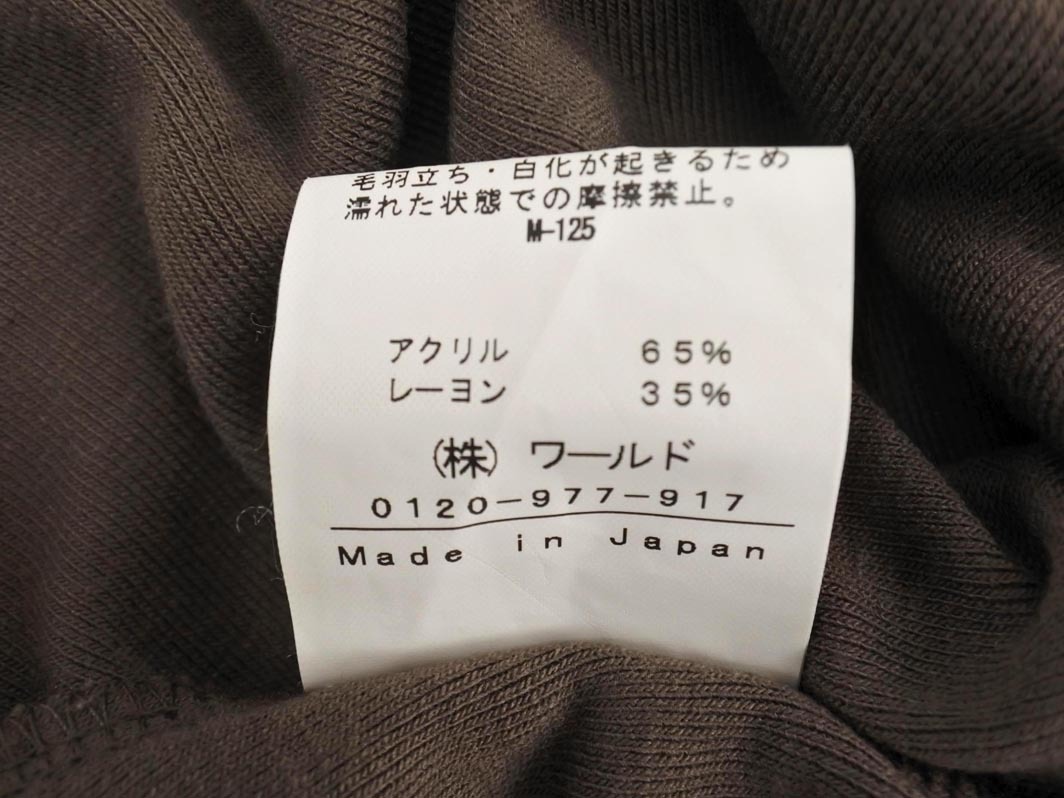 毛羽立ち・白化が起きるため
濡れた状態での摩擦禁止。
M-125
アクリル 65%
レーヨン 35%
(株) ワールド
0120-977-917
Made in Japan